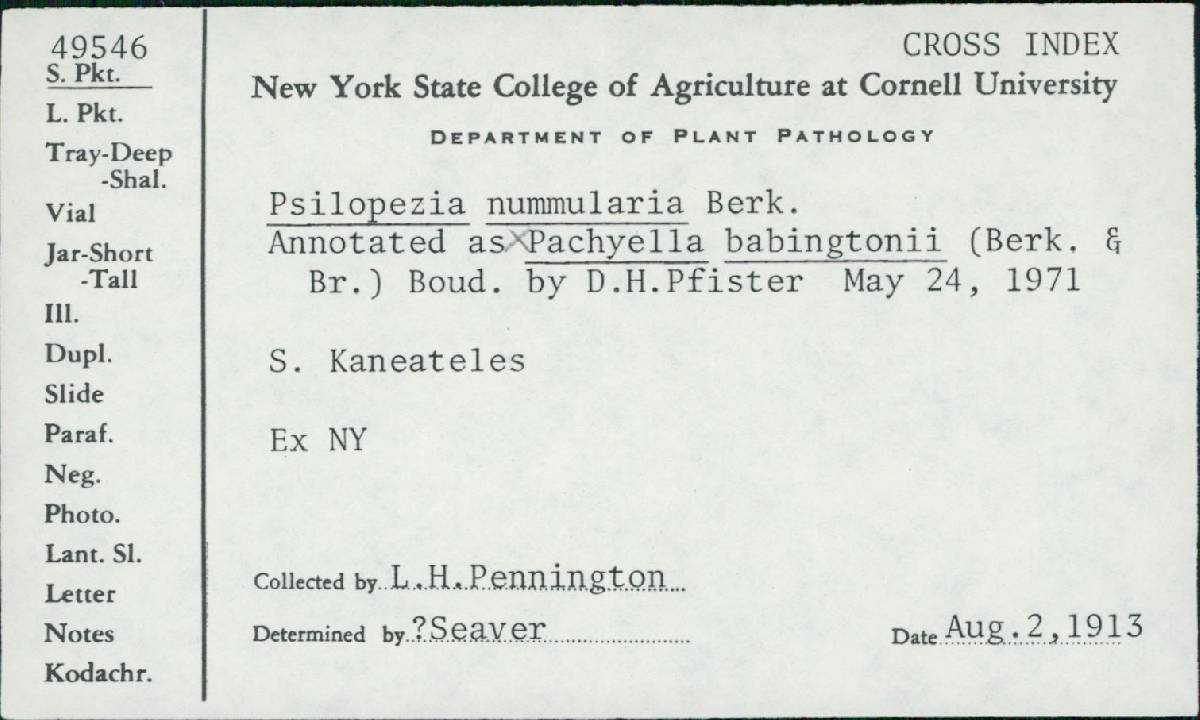 49546
S. Pkt.
L. Pkt.
Tray-Deep
-Shal.
Vial
Jar-Short
-Tall
Ill.
Dupl.
Slide
Paraf.
Neg.
Photo.
Lant. Sl.
Letter
Notes
Kodachr.
CROSS INDEX
New York State College of Agriculture at Cornell University
DEPARTMENT OF PLANT PATHOLOGY
Psilopezia nummularia Berk.
Annotated as Pachyella babingtonii (Berk. &
Br.) Boud. by D.H.Pfister May 24, 1971
S. Kaneateles
Ex NY
Collected by L.H.Pennington
Determined by ?Seaver
Date Aug.2,1913